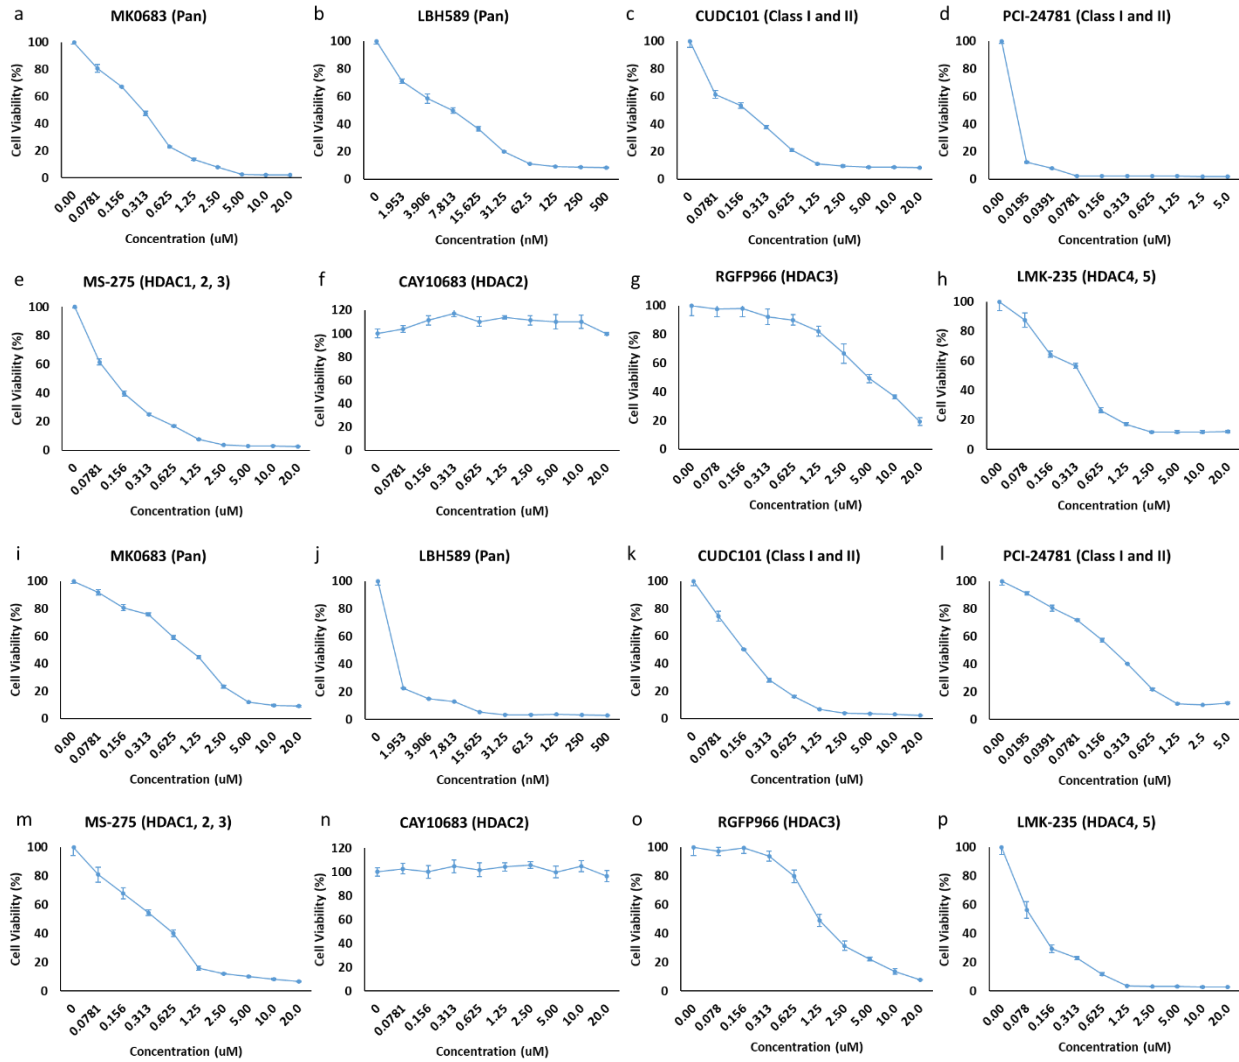 a
MK0683 (Pan)
Cell Viability (%)
100
80
60
40
20
0
0.00 0.0781 0.156 0.313 0.625 1.25 2.50 5.00 10.0 20.0
Concentration (uM)
b
LBH589 (Pan)
Cell Viability (%)
100
80
60
40
20
0
0 1.953 3.906 7.813 15.625 31.25 62.5 125 250 500
Concentration (nM)
c
CUDC101 (Class I and II)
Cell Viability (%)
100
80
60
40
20
0
0 0.0781 0.156 0.313 0.625 1.25 2.50 5.00 10.0 20.0
Concentration (uM)
d
PCI-24781 (Class I and II)
Cell Viability (%)
100
80
60
40
20
0
0.00 0.0195 0.0391 0.0781 0.156 0.313 0.625 1.25 2.5 5.0
Concentration (uM)
e
MS-275 (HDAC1, 2, 3)
Cell Viability (%)
100
80
60
40
20
0
0 0.0781 0.156 0.313 0.625 1.25 2.50 5.00 10.0 20.0
Concentration (uM)
f
CAY10683 (HDAC2)
Cell Viability (%)
120
100
80
60
40
20
0
0 0.0781 0.156 0.313 0.625 1.25 2.50 5.00 10.0 20.0
Concentration (uM)
g
RGFP966 (HDAC3)
Cell Viability (%)
100
80
60
40
20
0
0.00 0.078 0.156 0.313 0.625 1.25 2.50 5.00 10.0 20.0
Concentration (uM)
h
LMK-235 (HDAC4, 5)
Cell Viability (%)
100
80
60
40
20
0
0.00 0.078 0.156 0.313 0.625 1.25 2.50 5.00 10.0 20.0
Concentration (uM)
i
MK0683 (Pan)
Cell Viability (%)
100
80
60
40
20
0
0.00 0.0781 0.156 0.313 0.625 1.25 2.50 5.00 10.0 20.0
Concentration (uM)
j
LBH589 (Pan)
Cell Viability (%)
100
80
60
40
20
0
0 1.953 3.906 7.813 15.625 31.25 62.5 125 250 500
Concentration (nM)
k
CUDC101 (Class I and II)
Cell Viability (%)
100
80
60
40
20
0
0 0.0781 0.156 0.313 0.625 1.25 2.50 5.00 10.0 20.0
Concentration (uM)
l
PCI-24781 (Class I and II)
Cell Viability (%)
100
80
60
40
20
0
0.00 0.0195 0.0391 0.0781 0.156 0.313 0.625 1.25 2.5 5.0
Concentration (uM)
m
MS-275 (HDAC1, 2, 3)
Cell Viability (%)
100
80
60
40
20
0
0 0.0781 0.156 0.313 0.625 1.25 2.50 5.00 10.0 20.0
Concentration (uM)
n
CAY10683 (HDAC2)
Cell Viability (%)
120
100
80
60
40
20
0
0 0.0781 0.156 0.313 0.625 1.25 2.50 5.00 10.0 20.0
Concentration (uM)
o
RGFP966 (HDAC3)
Cell Viability (%)
100
80
60
40
20
0
0.00 0.078 0.156 0.313 0.625 1.25 2.50 5.00 10.0 20.0
Concentration (uM)
p
LMK-235 (HDAC4, 5)
Cell Viability (%)
100
80
60
40
20
0
0.00 0.078 0.156 0.313 0.625 1.25 2.50 5.00 10.0 20.0
Concentration (uM)